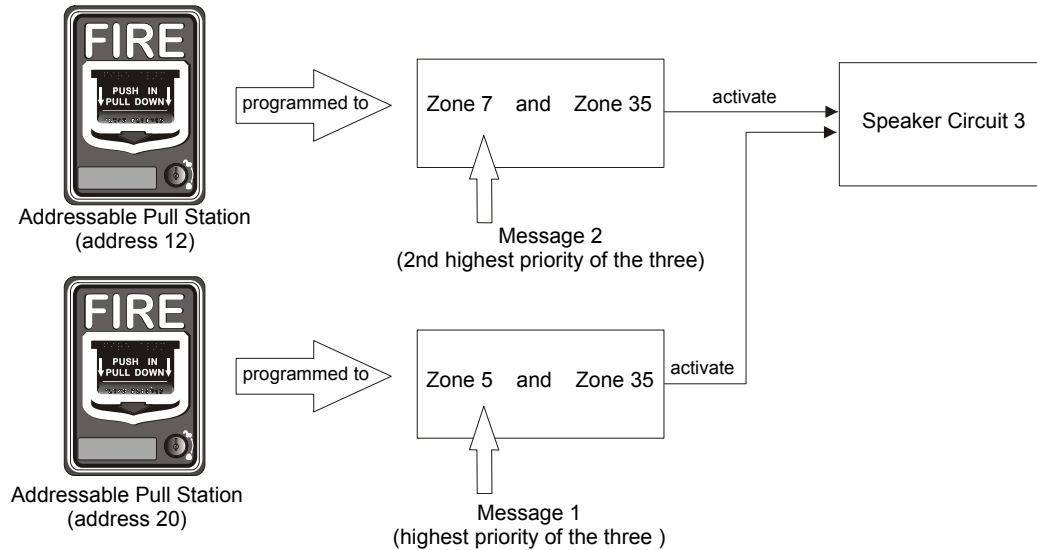 FIRE
PUSH IN
PULL DOWN
Addressable Pull Station
(address 12)
programmed to
Zone 7 and Zone 35
activate
Speaker Circuit 3
Message 2
(2nd highest priority of the three)
FIRE
PUSH IN
PULL DOWN
Addressable Pull Station
(address 20)
programmed to
Zone 5 and Zone 35
activate
Message 1
(highest priority of the three )